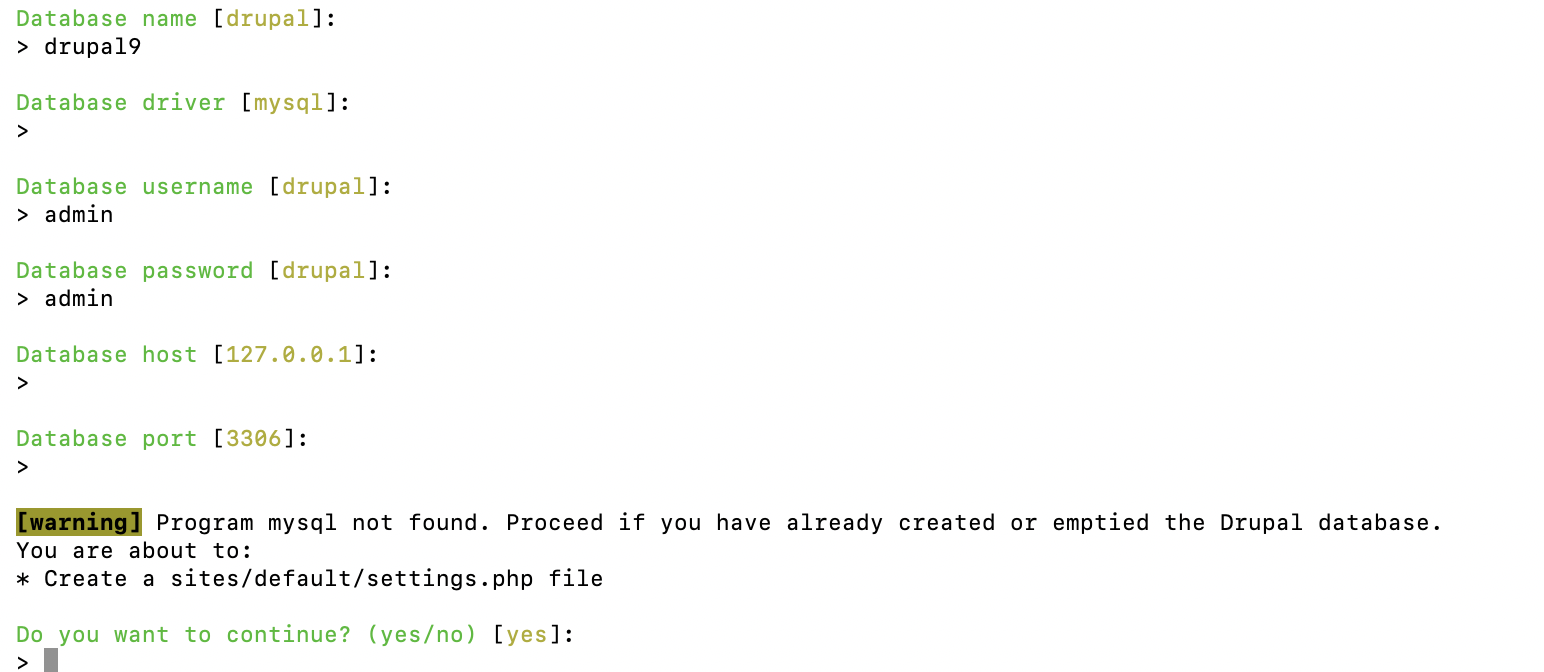 Database name [drupal]:
> drupal9
Database driver [mysql]:
>
Database username [drupal]:
> admin
Database password [drupal]:
> admin
Database host [127.0.0.1]:
>
Database port [3306]:
>
[warning] Program mysql not found. Proceed if you have already created or emptied the Drupal database.
You are about to:
* Create a sites/default/settings.php file
Do you want to continue? (yes/no) [yes]:
>